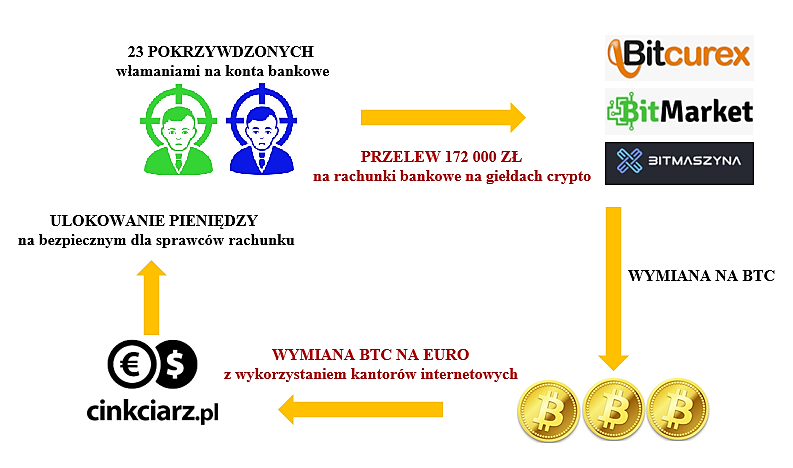 23 POKRZYWDZONYCH
włamaniami na konta bankowe
Bitcurex
BitMarket
BITMASZYNA
PRZELEW 172 000 ZŁ
na rachunki bankowe na giełdach crypto
ULOKOWANIE PIENIĘDZY
na bezpiecznym dla sprawców rachunku
WYMIANA NA BTC
WYMIANA BTC NA EURO
z wykorzystaniem kantorów internetowych
€ $
cinkciarz.pl
₿ ₿ ₿